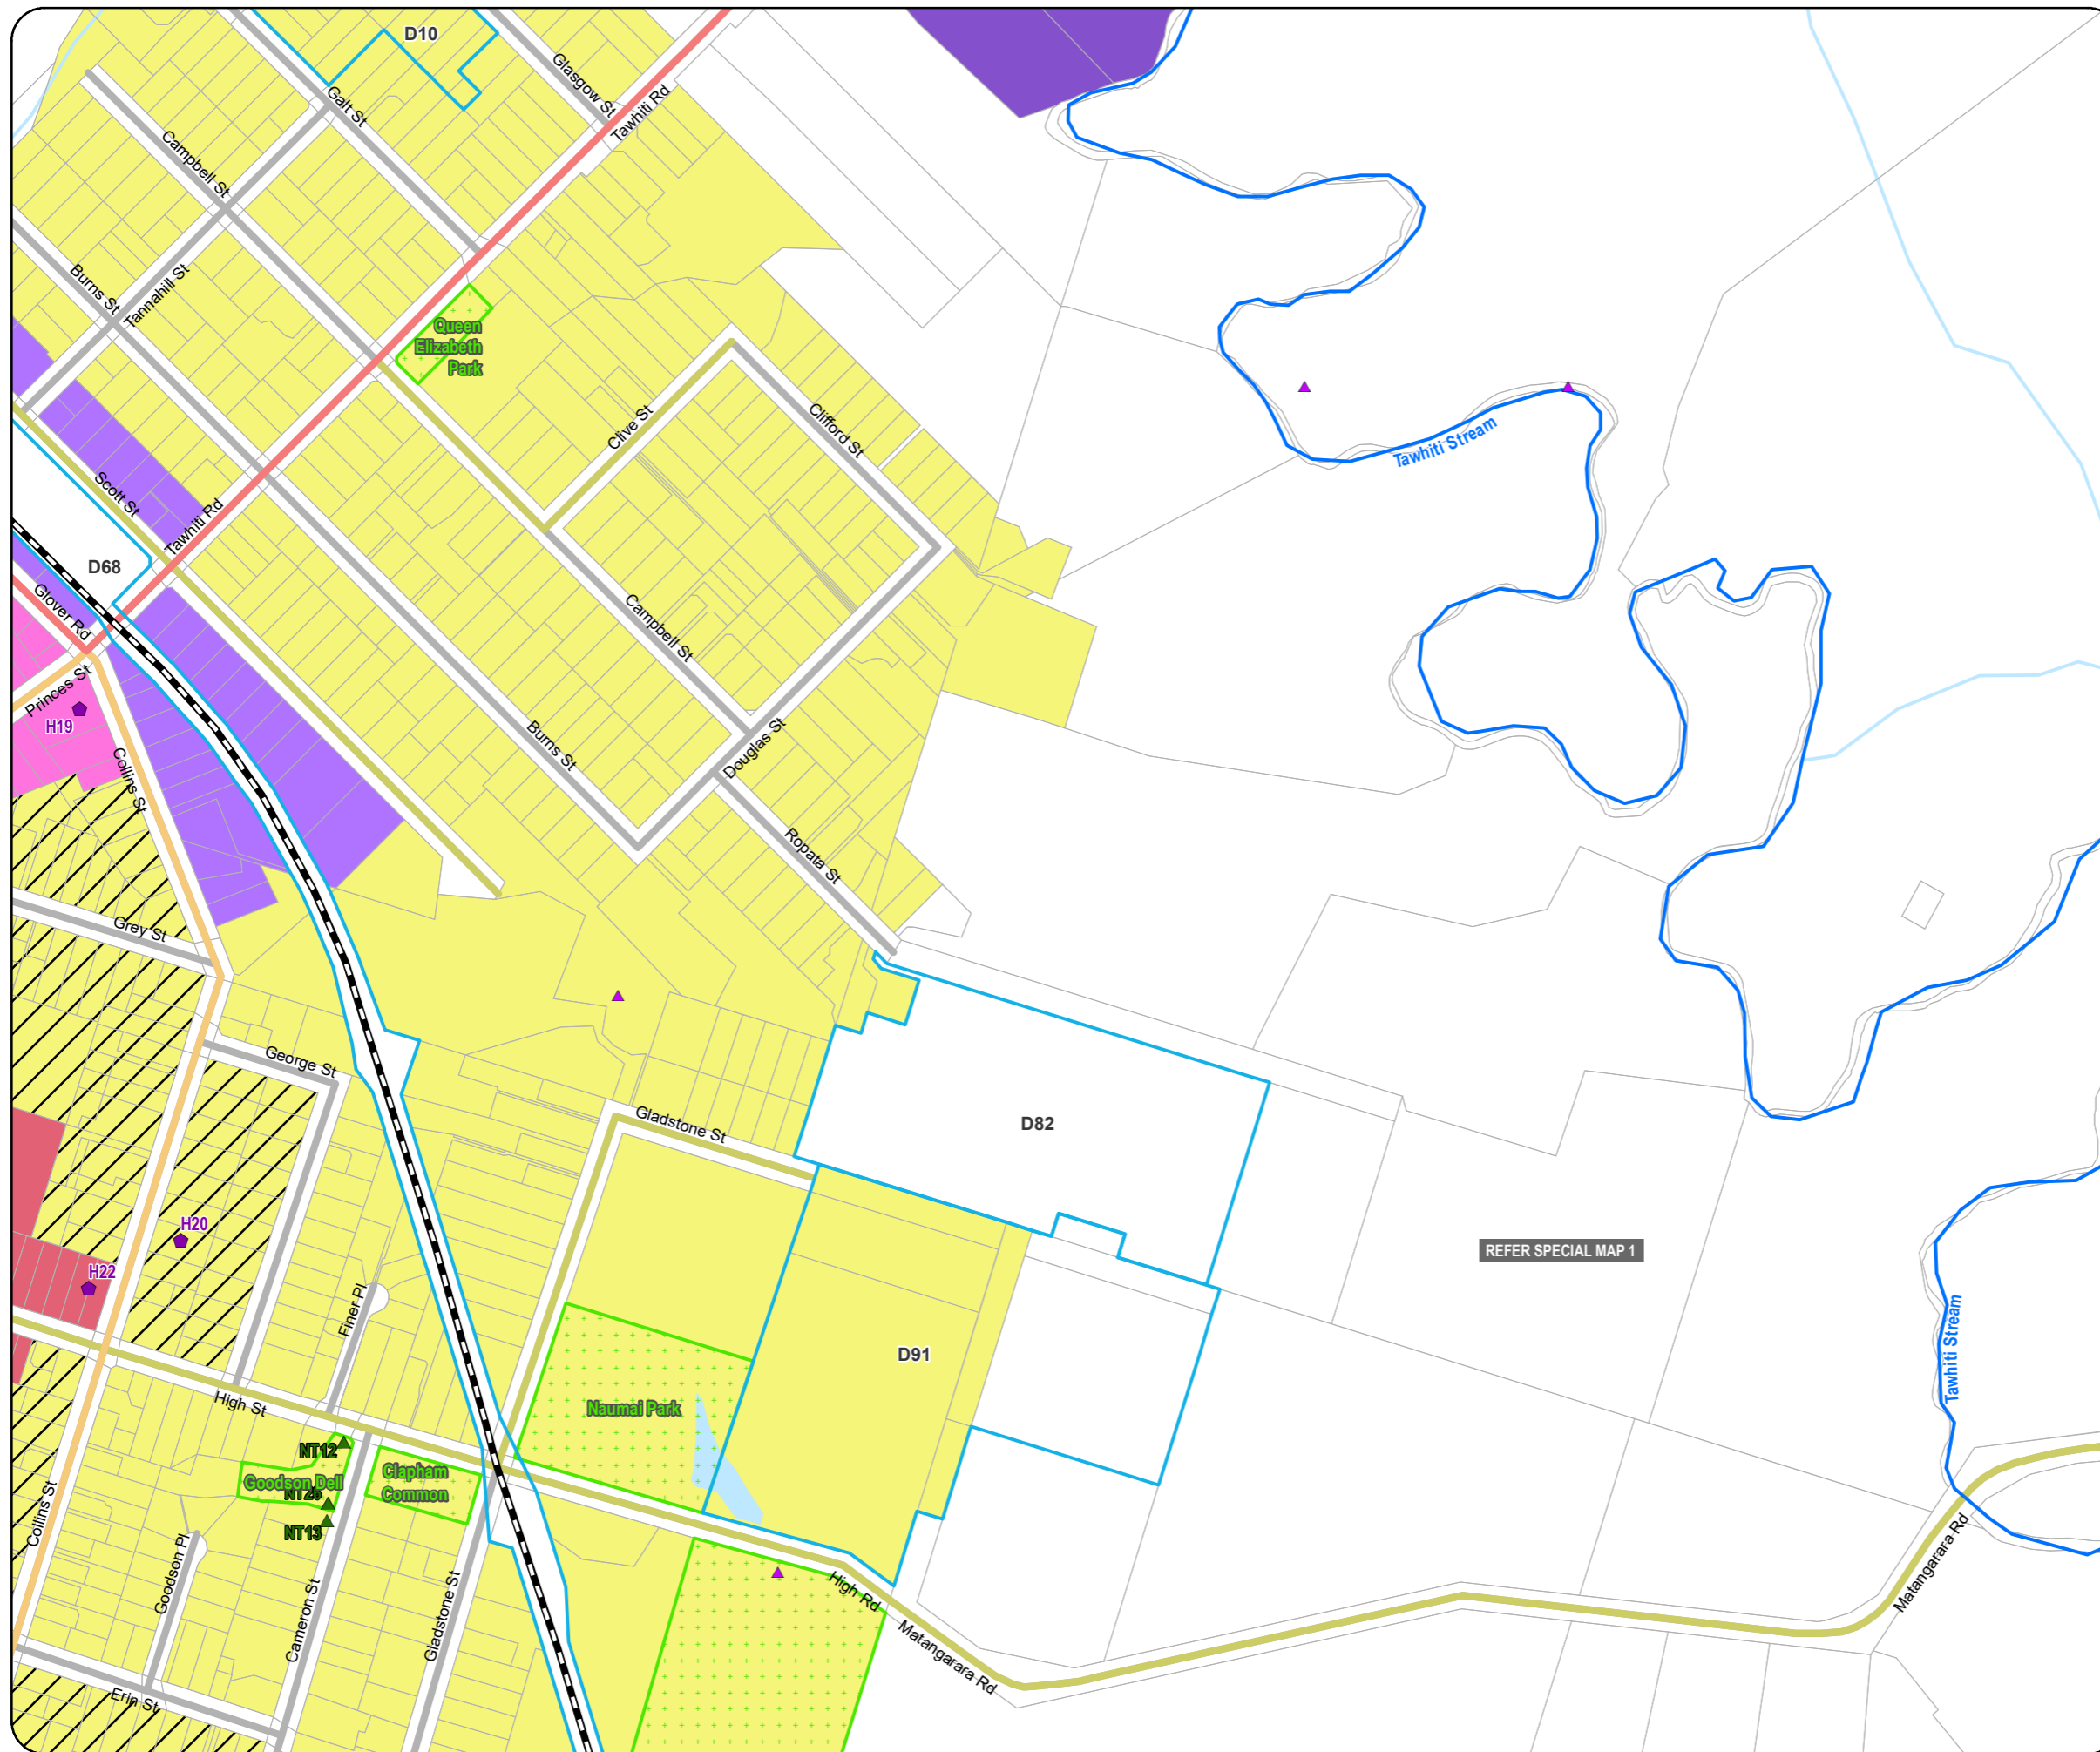 D10
Glasgow St
Tawhiti Rd
Galt St
Campbell St
Burns St
Tannahill St
Queen
Elizabeth
Park
Clive St
Clifford St
Tawhiti Stream
Scott St
Tawhiti Rd
D68
Glover Rd
Princes St
H19
Collins St
Campbell St
Burns St
Douglas St
Ropata St
Grey St
George St
Gladstone St
D82
H20
H22
REFER SPECIAL MAP 1
Finer Pl
D91
Tawhiti Stream
High St
Naumai Park
NT12
Goodson Dell
NT26
NT13
Clapham
Common
Collins St
Goodson Pl
Cameron St
Gladstone St
High Rd
Matangarara Rd
Matangarara Rd
Erin St